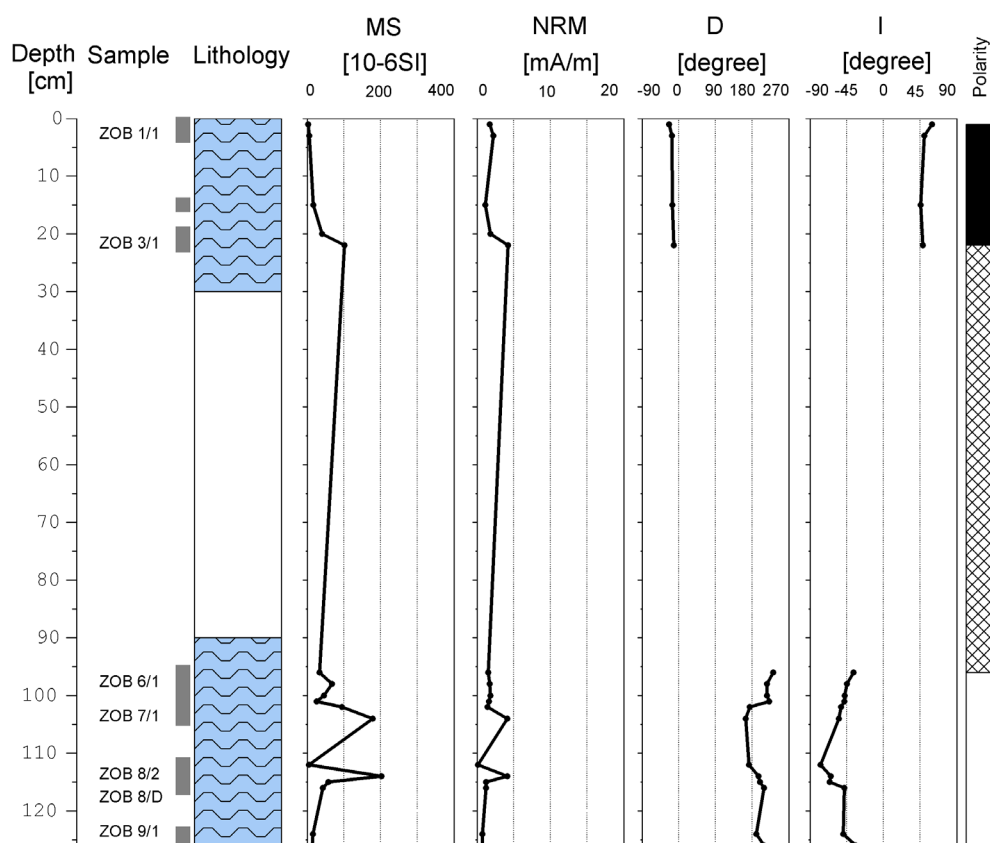 MS NRM D I
Depth Sample Lithology [10-6SI] [mA/m] [degree] [degree] Polarity
[cm]
0 200 400 0 10 20 -90 0 90 180 270 -90 -45 0 45 90
0
ZOB 1/1
10
20
ZOB 3/1
30
40
50
60
70
80
90
ZOB 6/1
100
ZOB 7/1
110
ZOB 8/2
ZOB 8/D
120
ZOB 9/1